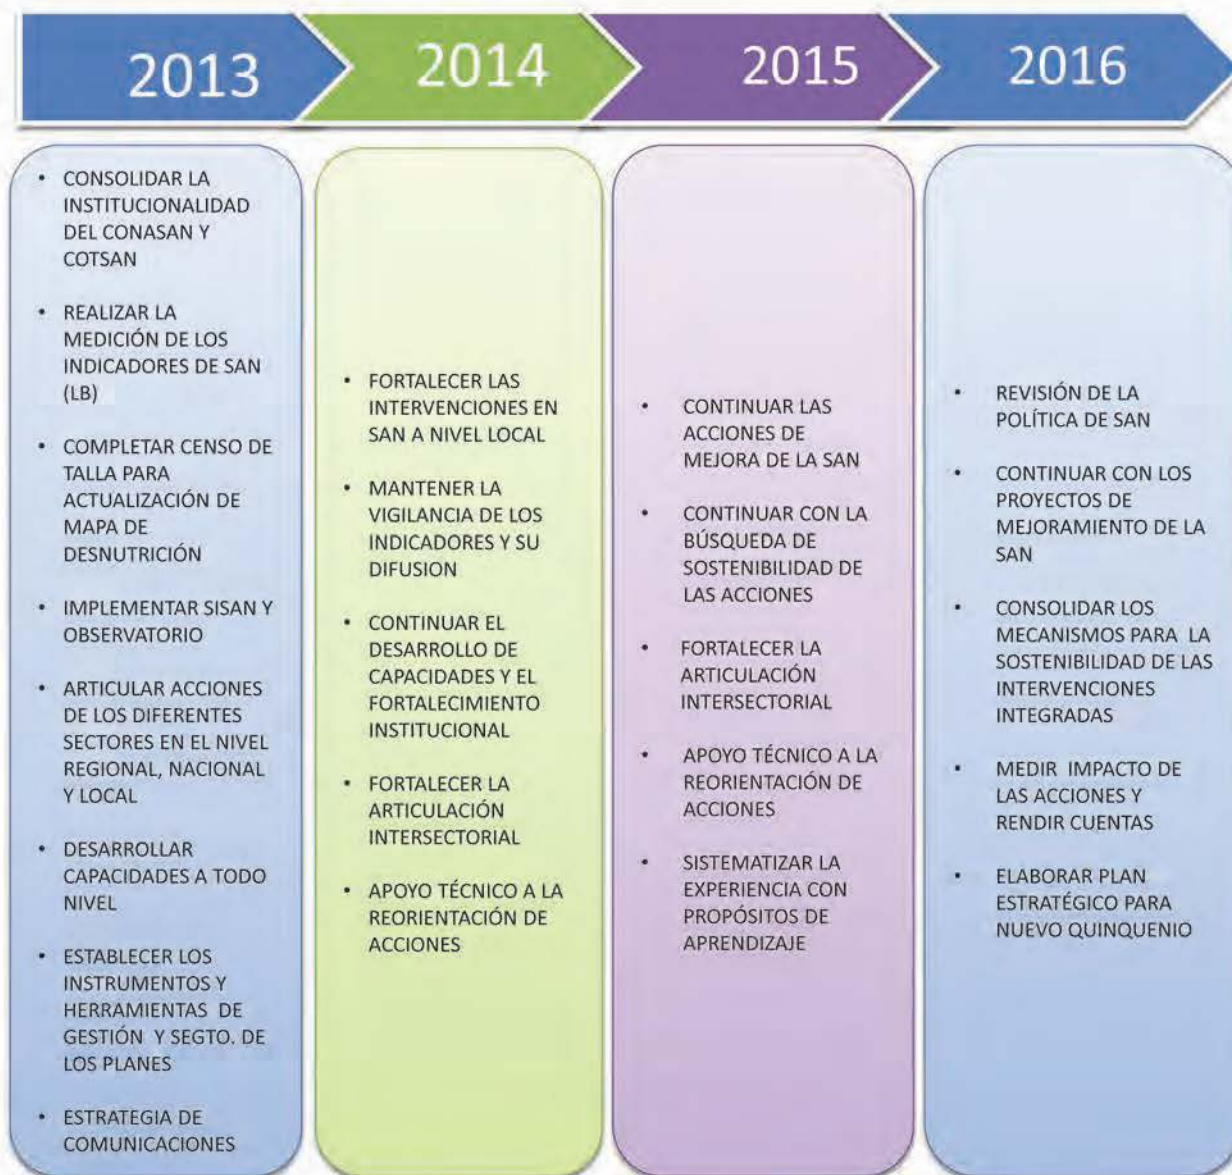 2013
2014
2015
2016
• CONSOLIDAR LA
INSTITUCIONALIDAD
DEL CONASAN Y
COTSAN
• REALIZAR LA
MEDICIÓN DE LOS
INDICADORES DE SAN
(LB)
• COMPLETAR CENSO DE
TALLA PARA
ACTUALIZACIÓN DE
MAPA DE
DESNUTRICIÓN
• IMPLEMENTAR SISAN Y
OBSERVATORIO
• ARTICULAR ACCIONES
DE LOS DIFERENTES
SECTORES EN EL NIVEL
REGIONAL, NACIONAL
Y LOCAL
• DESARROLLAR
CAPACIDADES A TODO
NIVEL
• ESTABLECER LOS
INSTRUMENTOS Y
HERRAMIENTAS DE
GESTIÓN Y SEGTO. DE
LOS PLANES
• ESTRATEGIA DE
COMUNICACIONES
• FORTALECER LAS
INTERVENCIONES EN
SAN A NIVEL LOCAL
• MANTENER LA
VIGILANCIA DE LOS
INDICADORES Y SU
DIFUSION
• CONTINUAR EL
DESARROLLO DE
CAPACIDADES Y EL
FORTALECIMIENTO
INSTITUCIONAL
• FORTALECER LA
ARTICULACIÓN
INTERSECTORIAL
• APOYO TÉCNICO A LA
REORIENTACIÓN DE
ACCIONES
• CONTINUAR LAS
ACCIONES DE
MEJORA DE LA SAN
• CONTINUAR CON LA
BÚSQUEDA DE
SOSTENIBILIDAD DE
LAS ACCIONES
• FORTALECER LA
ARTICULACIÓN
INTERSECTORIAL
• APOYO TÉCNICO A LA
REORIENTACIÓN DE
ACCIONES
• SISTEMATIZAR LA
EXPERIENCIA CON
PROPÓSITOS DE
APRENDIZAJE
• REVISIÓN DE LA
POLÍTICA DE SAN
• CONTINUAR CON LOS
PROYECTOS DE
MEJORAMIENTO DE LA
SAN
• CONSOLIDAR LOS
MECANISMOS PARA LA
SOSTENIBILIDAD DE LAS
INTERVENCIONES
INTEGRADAS
• MEDIR IMPACTO DE
LAS ACCIONES Y
RENDIR CUENTAS
• ELABORAR PLAN
ESTRATÉGICO PARA
NUEVO QUINQUENIO